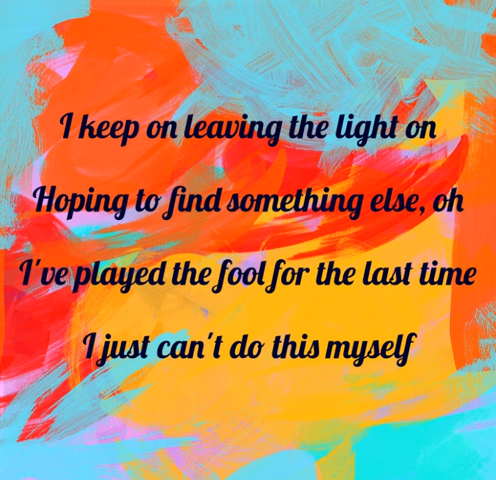 I keep on leaving the light on
Hoping to find something else, oh
I've played the fool for the last time
I just can't do this myself